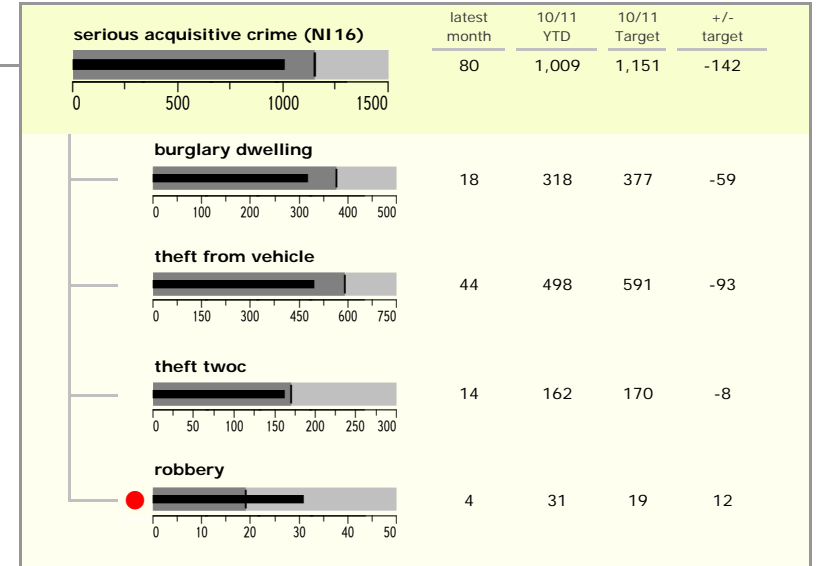 latest 10/11 10/11 +/-
month YTD Target target
serious acquisitive crime (NI16)
80 1,009 1,151 -142
0 500 1000 1500
burglary dwelling
18 318 377 -59
0 100 200 300 400 500
theft from vehicle
44 498 591 -93
0 150 300 450 600 750
theft twoc
14 162 170 -8
0 50 100 150 200 250 300
robbery
4 31 19 12
0 10 20 30 40 50